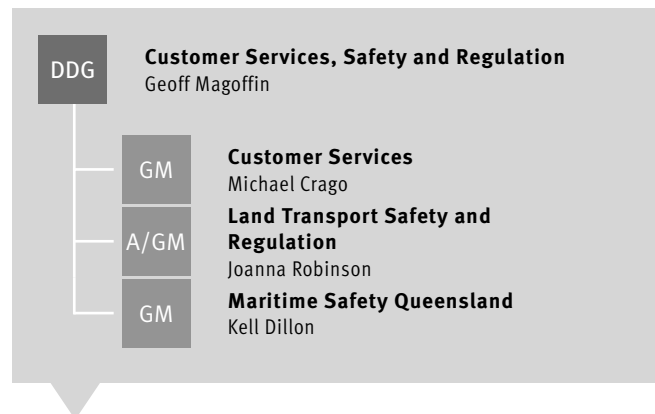 DDG
Customer Services, Safety and Regulation
Geoff Magoffin
GM
Customer Services
Michael Crago
A/GM
Land Transport Safety and
Regulation
Joanna Robinson
GM
Maritime Safety Queensland
Kell Dillon